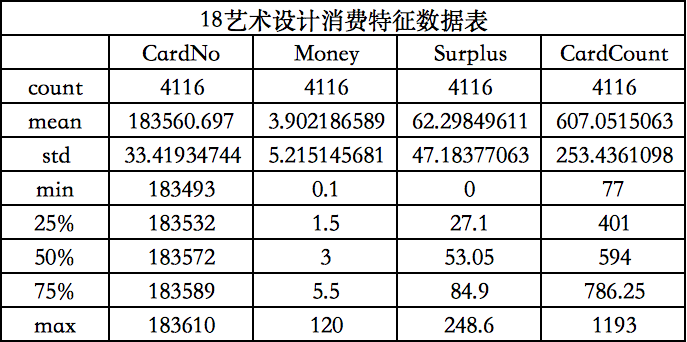 18艺术设计消费特征数据表
CardNo Money Surplus CardCount
count 4116 4116 4116 4116
mean 183560.697 3.902186589 62.29849611 607.0515063
std 33.41934744 5.215145681 47.18377063 253.4361098
min 183493 0.1 0 77
25% 183532 1.5 27.1 401
50% 183572 3 53.05 594
75% 183589 5.5 84.9 786.25
max 183610 120 248.6 1193